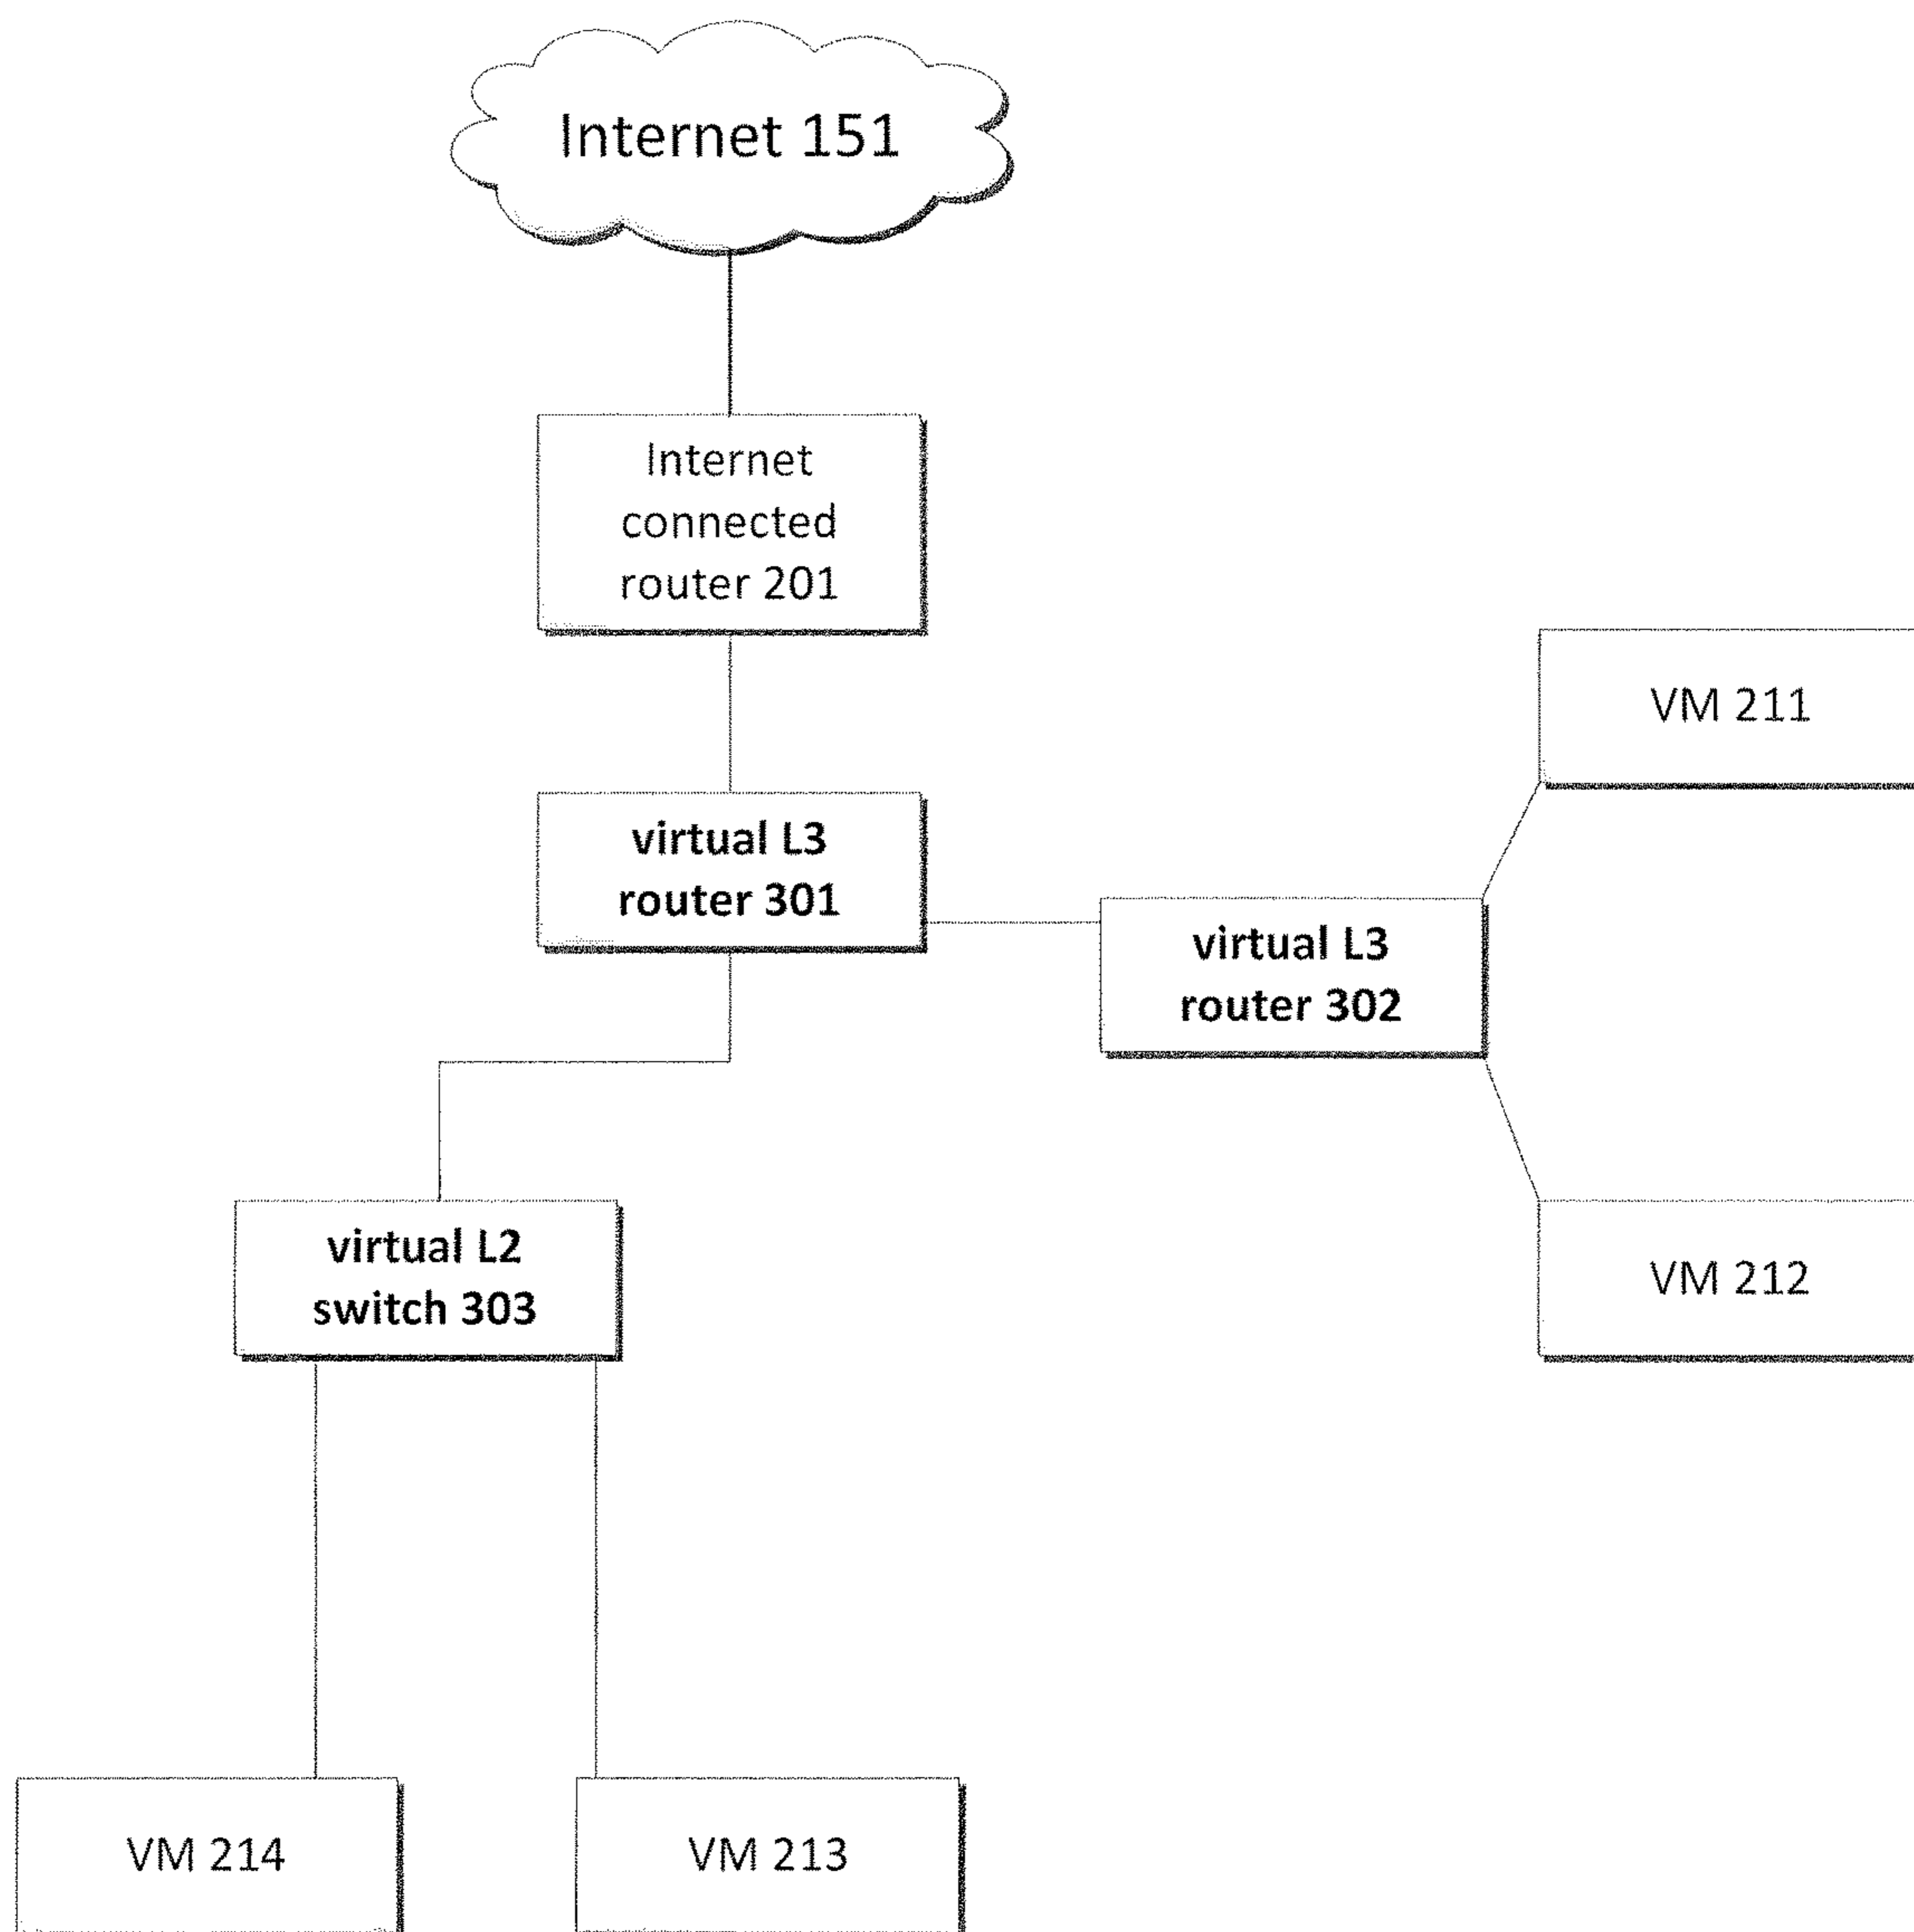 Internet 151
Internet
connected
router 201
VM 211
virtual L3
router 301
virtual L3
router 302
virtual L2
switch 303
VM 212
VM 214
VM 213